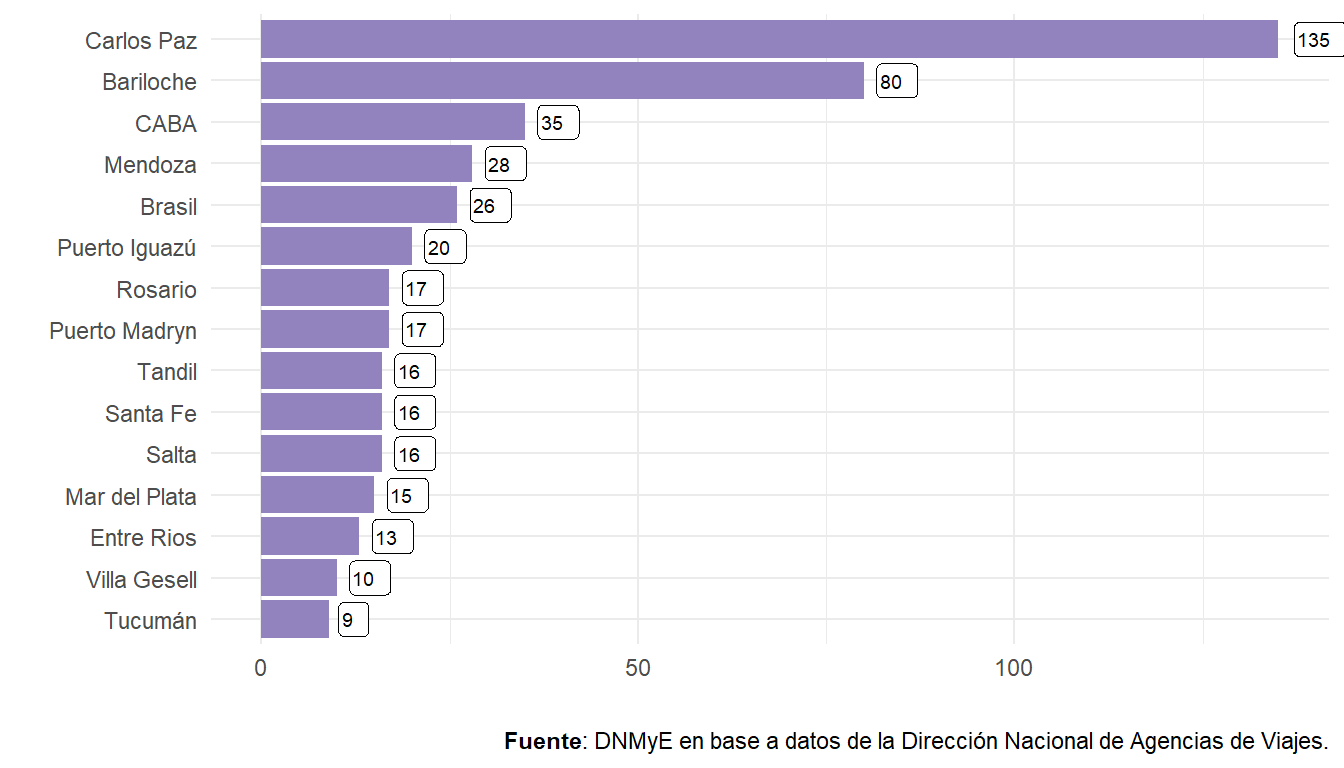 Carlos Paz 135
Bariloche 80
CABA 35
Mendoza 28
Brasil 26
Puerto Iguazú 20
Rosario 17
Puerto Madryn 17
Tandil 16
Santa Fe 16
Salta 16
Mar del Plata 15
Entre Rios 13
Villa Gesell 10
Tucumán 9
0 50 100
Fuente: DNMyE en base a datos de la Dirección Nacional de Agencias de Viajes.